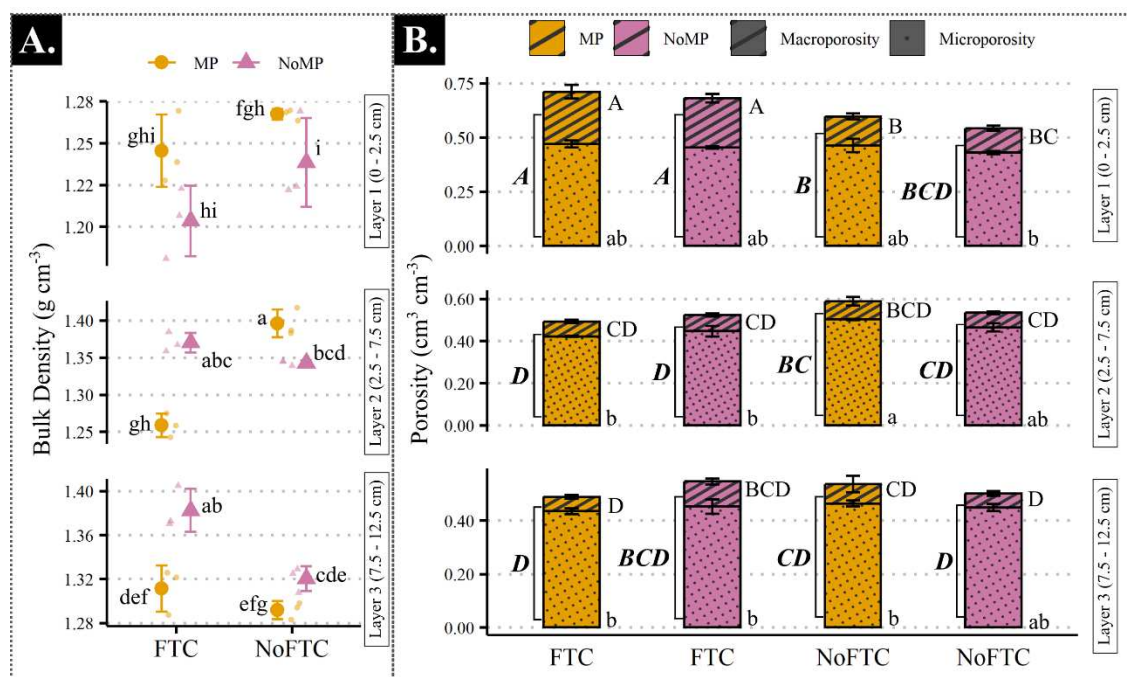 A.
MP NoMP
Bulk Density (g cm-3)
1.28
1.25
1.22
1.20
ghi
hi
fgh
i
Layer 1 (0 - 2.5 cm)
1.40
1.35
1.30
1.25
gh
abc
a
bcd
Layer 2 (2.5 - 7.5 cm)
1.40
1.36
1.32
1.28
def
ab
efg
cde
Layer 3 (7.5 - 12.5 cm)
FTC NoFTC
B.
MP NoMP Macroporosity Microporosity
Porosity (cm3 cm-3)
0.75
0.50
0.25
0.00
A A B BC
A A B BCD
ab ab ab b
Layer 1 (0 - 2.5 cm)
0.60
0.40
0.20
0.00
CD CD BCD CD
D D BC CD
b b a ab
Layer 2 (2.5 - 7.5 cm)
0.40
0.20
0.00
D BCD CD D
D BCD CD D
b b b ab
Layer 3 (7.5 - 12.5 cm)
FTC FTC NoFTC NoFTC